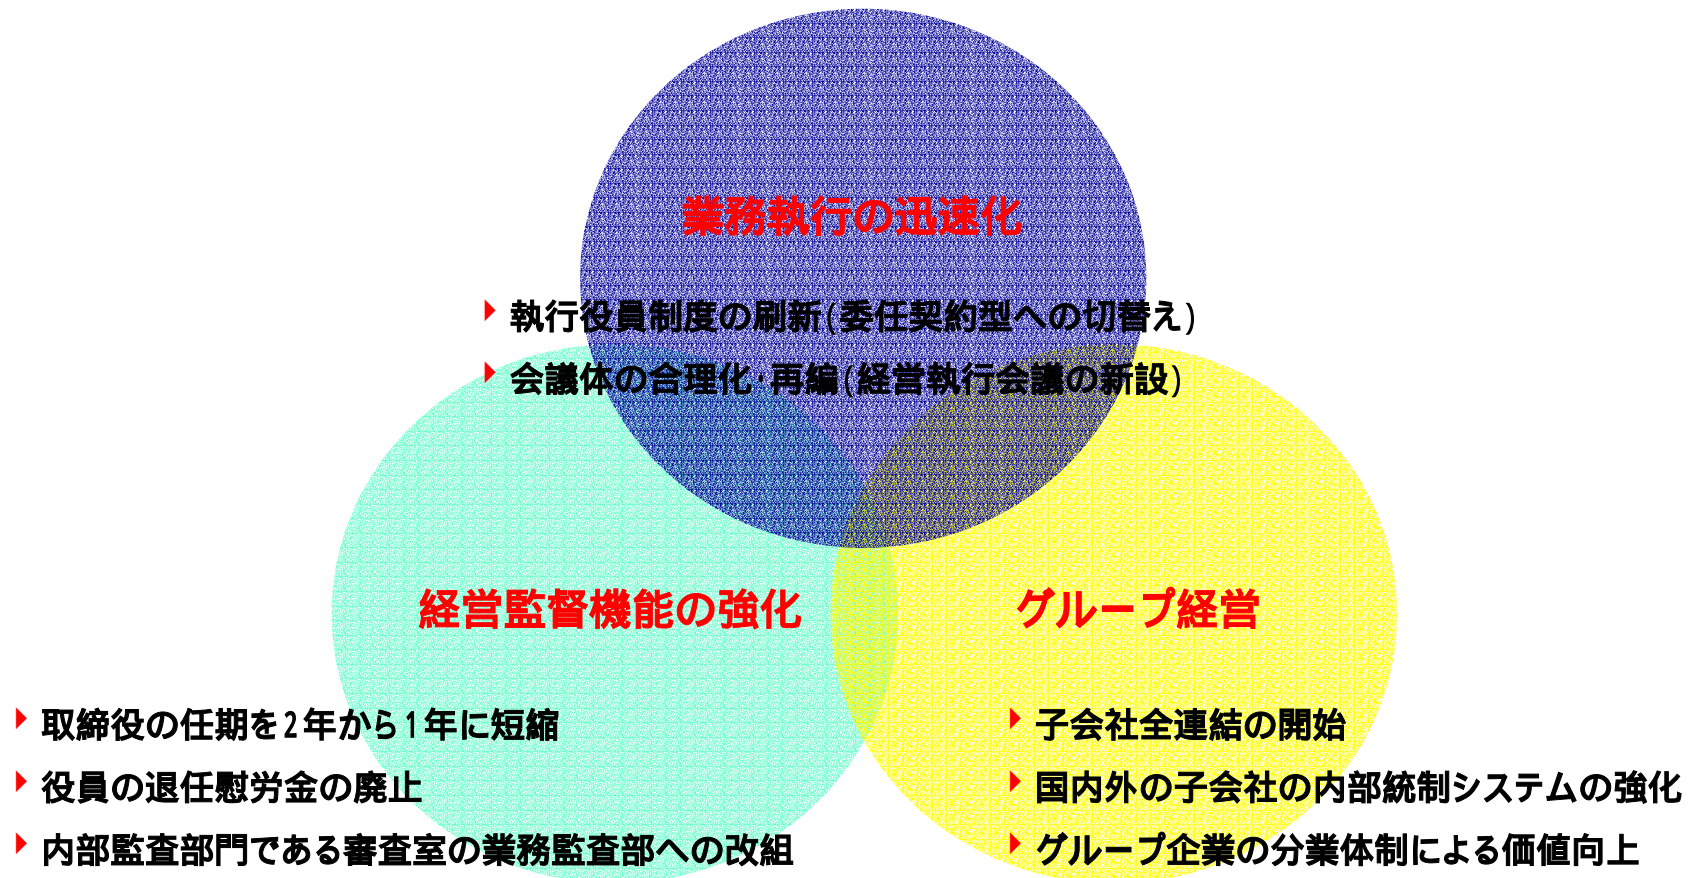 業務執行の迅速化
執行役員制度の刷新(委任契約型への切替え)
会議体の合理化・再編(経営執行会議の新設)
経営監督機能の強化
取締役の任期を2年から1年に短縮
役員の退任慰労金の廃止
内部監査部門である審査室の業務監査部への改組
グループ経営
子会社全連結の開始
国内外の子会社の内部統制システムの強化
グループ企業の分業体制による価値向上